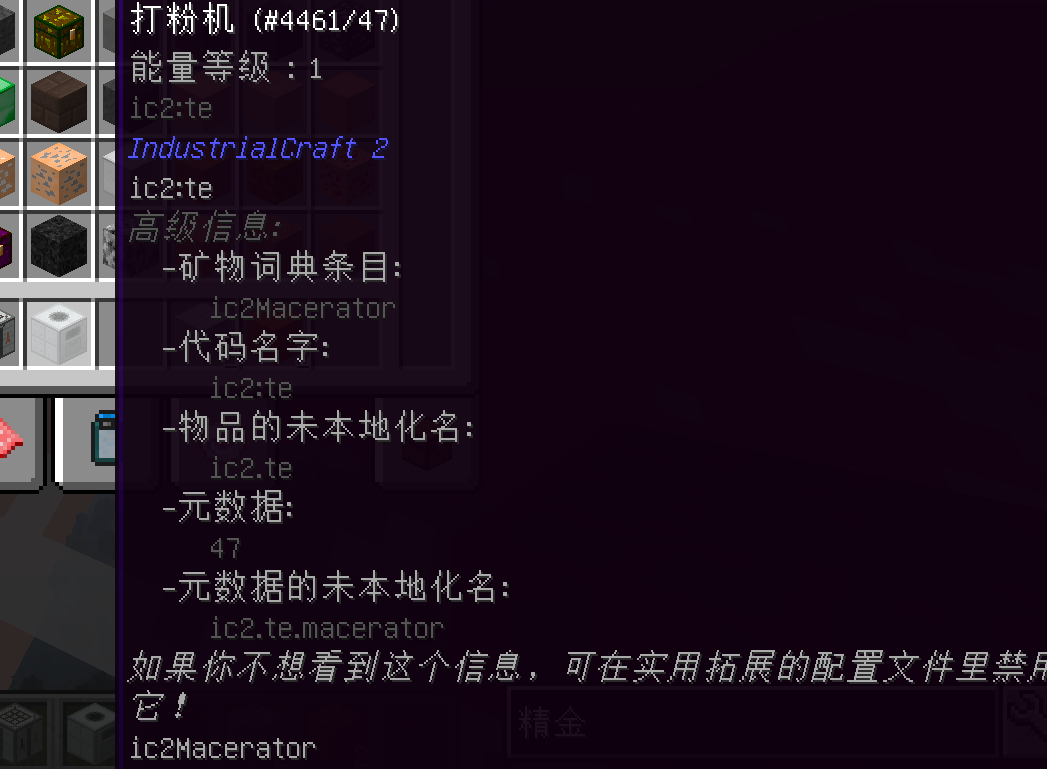 打粉机 (#4461/47)
能量等级：1
ic2:te
IndustrialCraft 2
ic2:te
高级信息:
-矿物词典条目:
ic2Macerator
-代码名字:
ic2:te
-物品的未本地化名:
ic2.te
-元数据:
47
-元数据的未本地化名:
ic2.te.macerator
如果你不想看到这个信息，可在实用拓展的配置文件里禁用
它！
精金
ic2Macerator